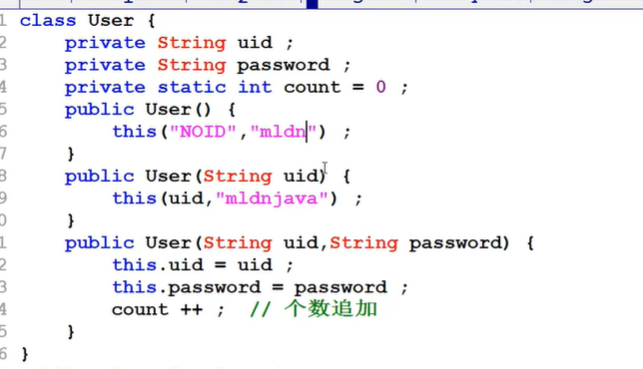 1 class User {
2 private String uid ;
3 private String password ;
4 private static int count = 0 ;
5 public User() {
6 this("NOID","mldn") ;
7 }
8 public User(String uid) {
9 this(uid,"mldnjava") ;
0 }
1 public User(String uid,String password) {
2 this.uid = uid ;
3 this.password = password ;
4 count ++ ; // 个数追加
5 }
6 }